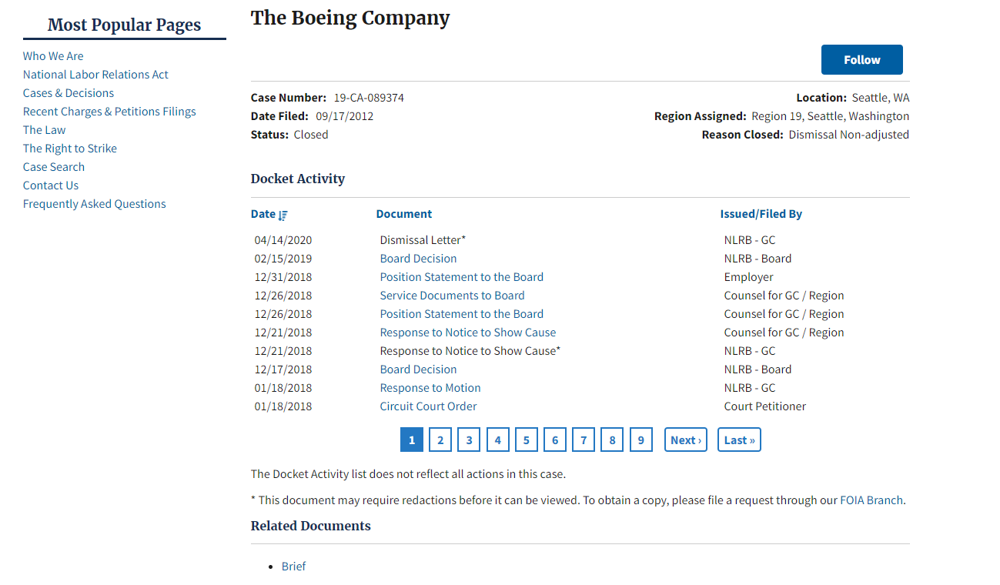 Most Popular Pages
Who We Are
National Labor Relations Act
Cases & Decisions
Recent Charges & Petitions Filings
The Law
The Right to Strike
Case Search
Contact Us
Frequently Asked Questions
The Boeing Company
Follow
Case Number: 19-CA-089374
Date Filed: 09/17/2012
Status: Closed
Location: Seattle, WA
Region Assigned: Region 19, Seattle, Washington
Reason Closed: Dismissal Non-adjusted
Docket Activity
Date Document Issued/Filed By
04/14/2020 Dismissal Letter* NLRB - GC
02/15/2019 Board Decision NLRB - Board
12/31/2018 Position Statement to the Board Employer
12/26/2018 Service Documents to Board Counsel for GC / Region
12/26/2018 Position Statement to the Board Counsel for GC / Region
12/21/2018 Response to Notice to Show Cause Counsel for GC / Region
12/21/2018 Response to Notice to Show Cause* NLRB - GC
12/17/2018 Board Decision NLRB - Board
01/18/2018 Response to Motion NLRB - GC
01/18/2018 Circuit Court Order Court Petitioner
1 2 3 4 5 6 7 8 9 Next › Last »
The Docket Activity list does not reflect all actions in this case.
* This document may require redactions before it can be viewed. To obtain a copy, please file a request through our FOIA Branch.
Related Documents
• Brief